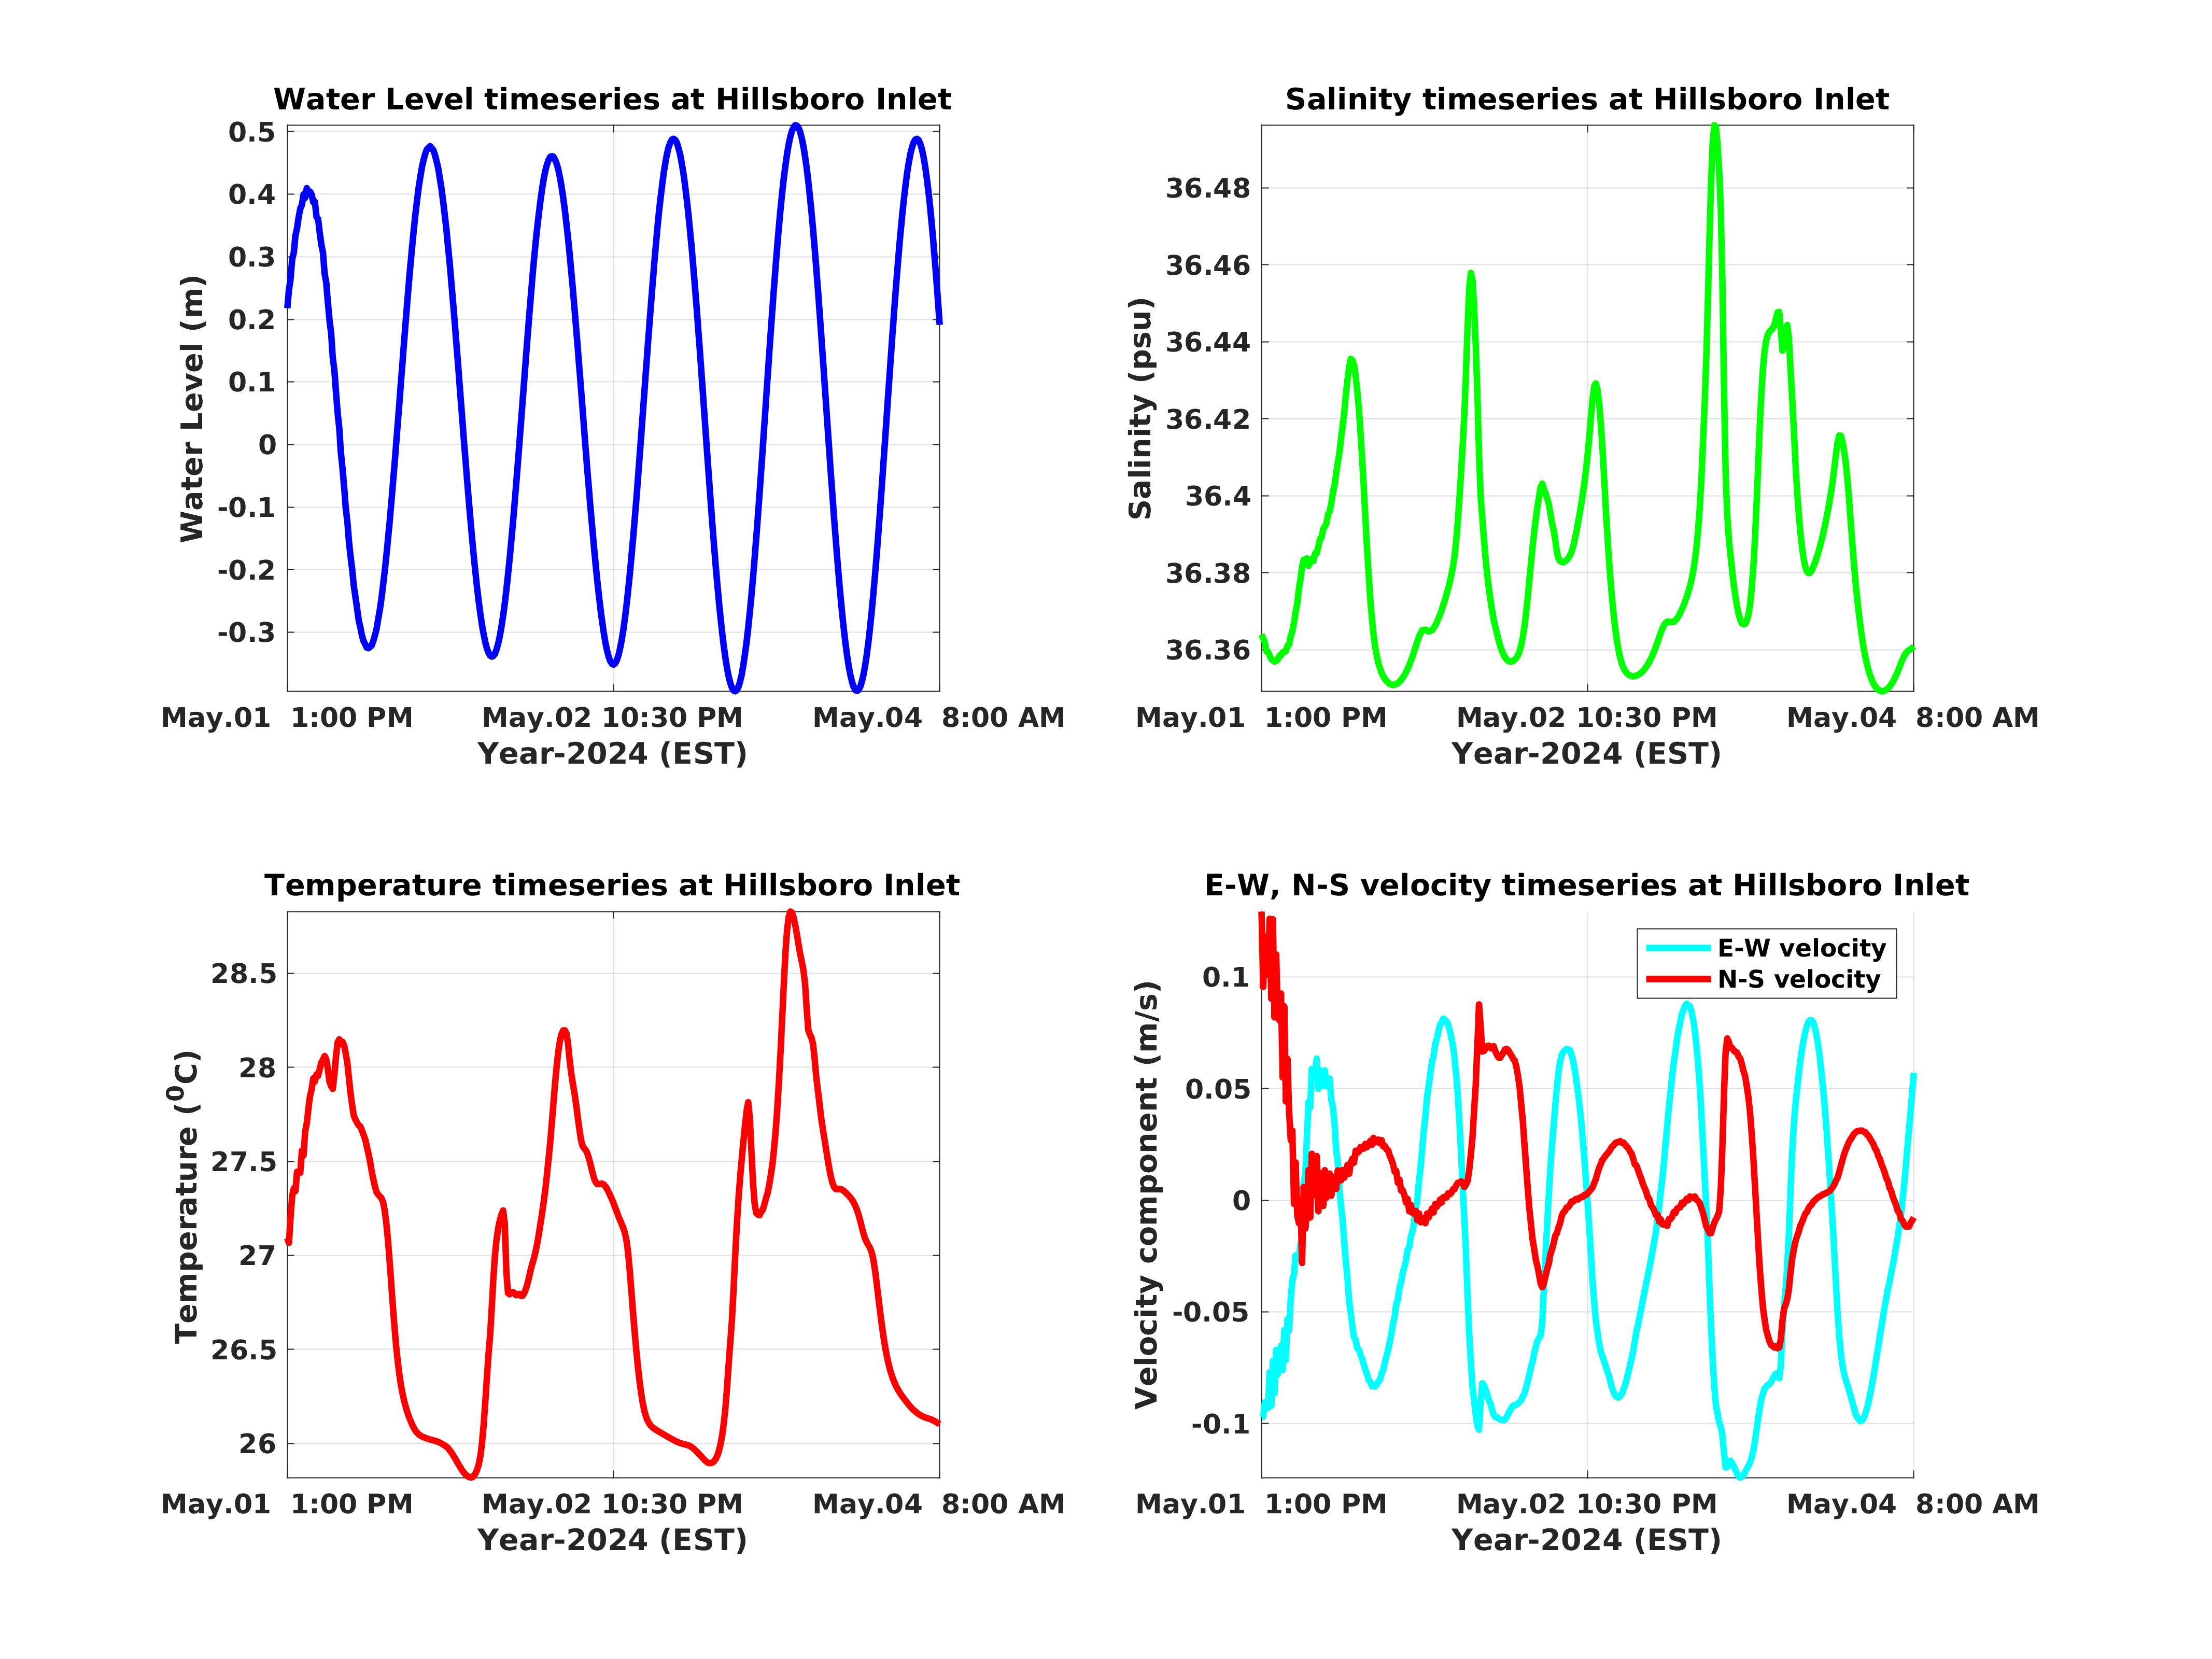 Water Level timeseries at Hillsboro Inlet
0.5
0.4
0.3
0.2
0.1
0
-0.1
-0.2
-0.3
Water Level (m)
May.01 1:00 PM
May.02 10:30 PM
May.04 8:00 AM
Year-2024 (EST)
Salinity timeseries at Hillsboro Inlet
36.48
36.46
36.44
36.42
36.4
36.38
36.36
Salinity (psu)
May.01 1:00 PM
May.02 10:30 PM
May.04 8:00 AM
Year-2024 (EST)
Temperature timeseries at Hillsboro Inlet
28.5
28
27.5
27
26.5
26
Temperature (⁰C)
May.01 1:00 PM
May.02 10:30 PM
May.04 8:00 AM
Year-2024 (EST)
E-W, N-S velocity timeseries at Hillsboro Inlet
E-W velocity
N-S velocity
0.1
0.05
0
-0.05
-0.1
Velocity component (m/s)
May.01 1:00 PM
May.02 10:30 PM
May.04 8:00 AM
Year-2024 (EST)